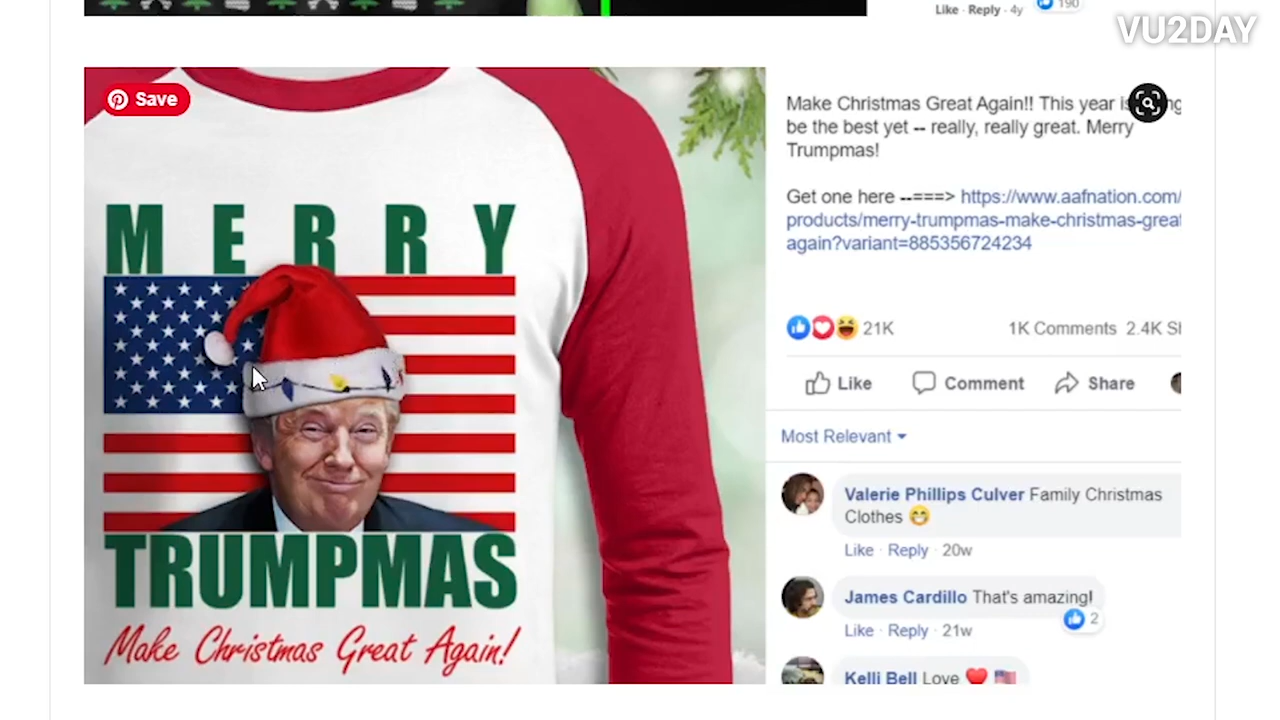 Like · Reply · 4y
190
VU2DAY
Save
MERRY
TRUMPMAS
Make Christmas Great Again!
Make Christmas Great Again!! This year is
be the best yet -- really, really great. Merry
Trumpmas!
Get one here --===> https://www.aafnation.com/
products/merry-trumpmas-make-christmas-great
again?variant=885356724234
21K
1K Comments 2.4K
Like
Comment
Share
Most Relevant
Valerie Phillips Culver Family Christmas
Clothes 😁
Like · Reply · 20w
James Cardillo That's amazing!
2
Like · Reply · 21w
Kelli Bell Love ❤️ 🇺🇸